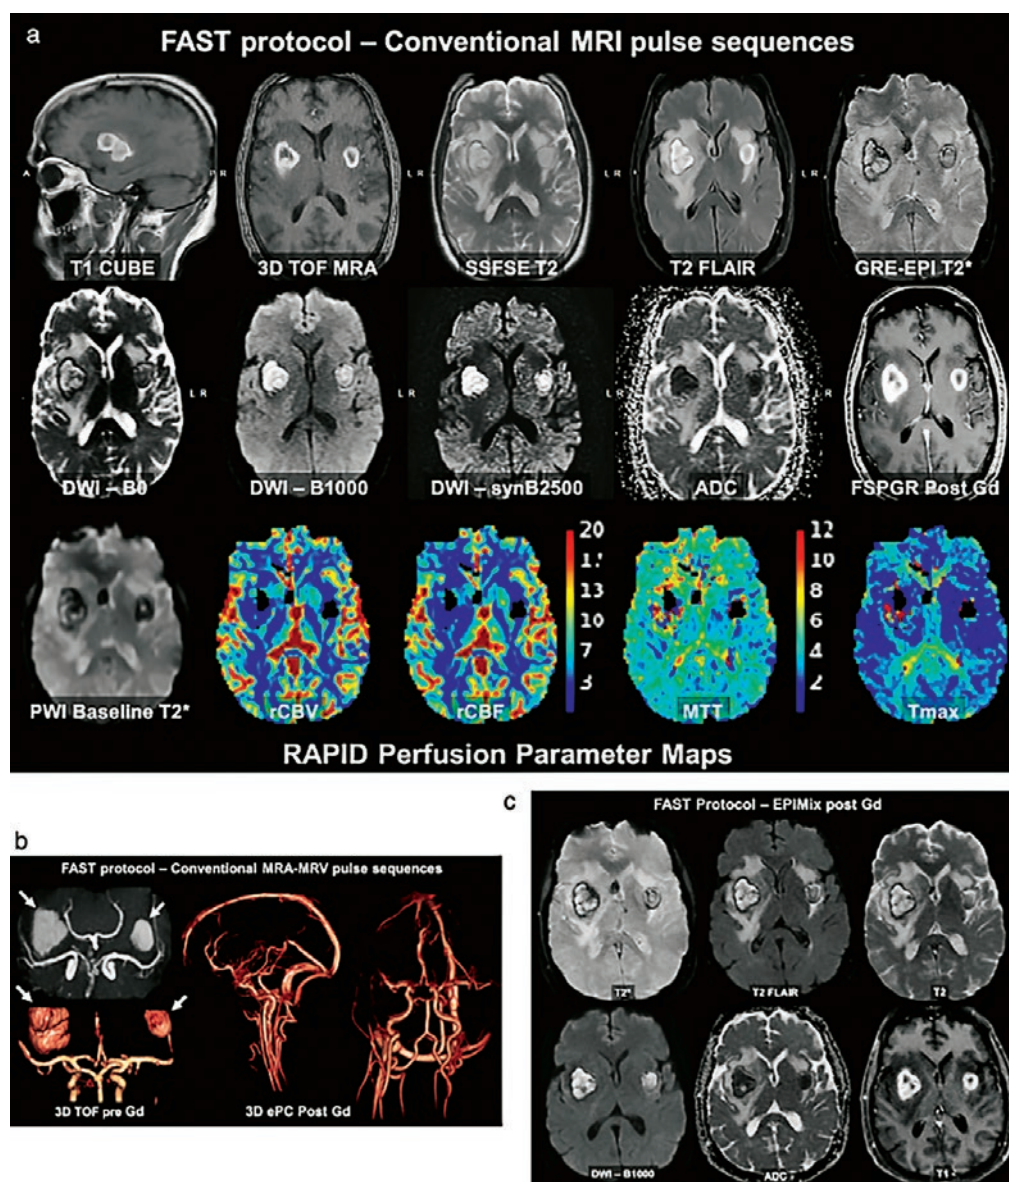 a
FAST protocol – Conventional MRI pulse sequences
A
P R
L R
L R
L R
T1 CUBE
3D TOF MRA
SSFSE T2
T2 FLAIR
GRE-EPI T2*
L R
L R
DWI – B0
DWI – B1000
DWI – synB2500
ADC
FSPGR Post Gd
20
17
13
10
7
3
12
10
8
6
4
2
PWI Baseline T2*
rCBV
rCBF
MTT
Tmax
RAPID Perfusion Parameter Maps
b
FAST protocol – Conventional MRA-MRV pulse sequences
3D TOF pre Gd
3D ePC Post Gd
c
FAST Protocol – EPIMix post Gd
T2*
T2 FLAIR
T2
DWI – B1000
ADC
T1